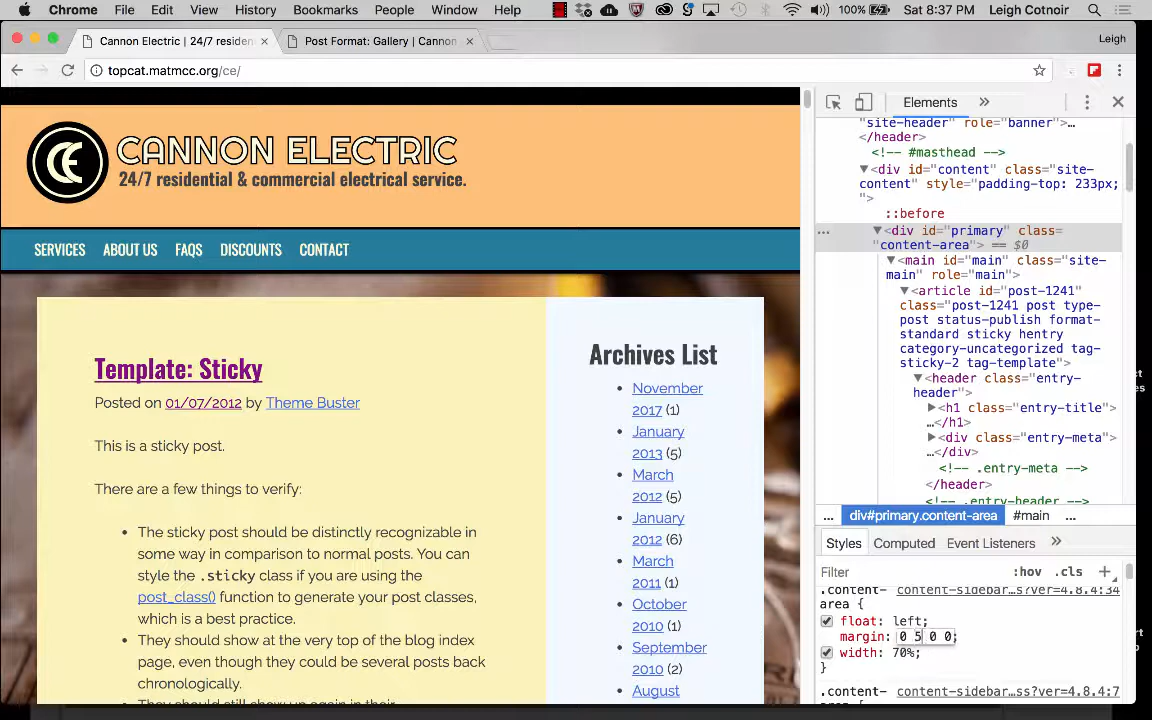 Chrome File Edit View History Bookmarks People Window Help 100% Sat 8:37 PM Leigh Cotnoir
Cannon Electric | 24/7 residen × Post Format: Gallery | Cannon × Leigh
topcat.matmcc.org/ce/
CE CANNON ELECTRIC
24/7 residential & commercial electrical service.
SERVICES ABOUT US FAQS DISCOUNTS CONTACT
Template: Sticky
Posted on 01/07/2012 by Theme Buster
This is a sticky post.
There are a few things to verify:
• The sticky post should be distinctly recognizable in
some way in comparison to normal posts. You can
style the .sticky class if you are using the
post_class() function to generate your post classes,
which is a best practice.
• They should show at the very top of the blog index
page, even though they could be several posts back
chronologically.
• They should still show up again in their
Archives List
• November
2017 (1)
• January
2013 (5)
• March
2012 (5)
• January
2012 (6)
• March
2011 (1)
• October
2010 (1)
• September
2010 (2)
• August
Elements »
"site-header" role="banner">…
</header>
<!-- #masthead -->
▼<div id="content" class="site-
content" style="padding-top: 233px;
">
::before
… ▼<div id="primary" class=
"content-area"> == $0
▼<main id="main" class="site-
main" role="main">
▼<article id="post-1241"
class="post-1241 post type-
post status-publish format-
standard sticky hentry
category-uncategorized tag-
sticky-2 tag-template">
▼<header class="entry-
header">
▶<h1 class="entry-title">
…</h1>
▶<div class="entry-meta">
…</div>
<!-- .entry-meta -->
</header>
<!-- .entry-header -->
... div#primary.content-area #main ...
Styles Computed Event Listeners »
Filter :hov .cls +
.content- content-sidebar…s?ver=4.8.4:34
area {
float: left;
margin: 0 5 0 0;
width: 70%;
}
.content- content-sidebar…ss?ver=4.8.4:7